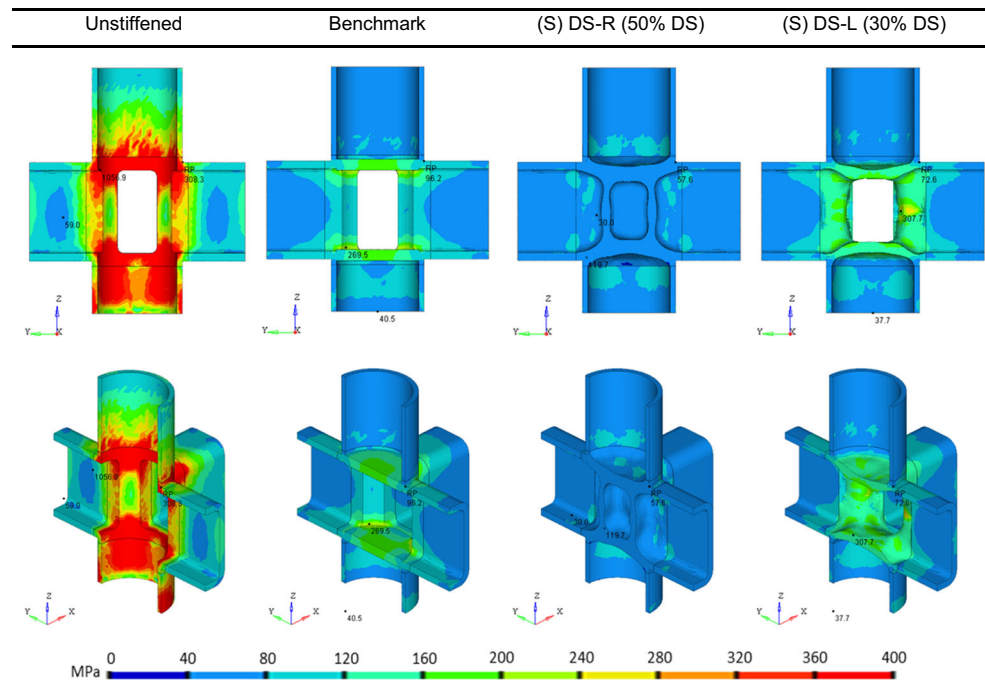 Unstiffened Benchmark (S) DS-R (50% DS) (S) DS-L (30% DS)
1056.9 RP 308.3 59.0
Z Y X
RP 96.2 269.5 40.5
Z Y X
RP 57.6 30.0 119.7
Z Y X
RP 72.6 307.7 37.7
Z Y X
1056.9 RP 308.3 59.0
Z Y X
RP 96.2 269.5 40.5
Z Y X
RP 57.6 30.0 119.7
Z Y X
RP 72.6 307.7 37.7
Z Y X
MPa 0 40 80 120 160 200 240 280 320 360 400